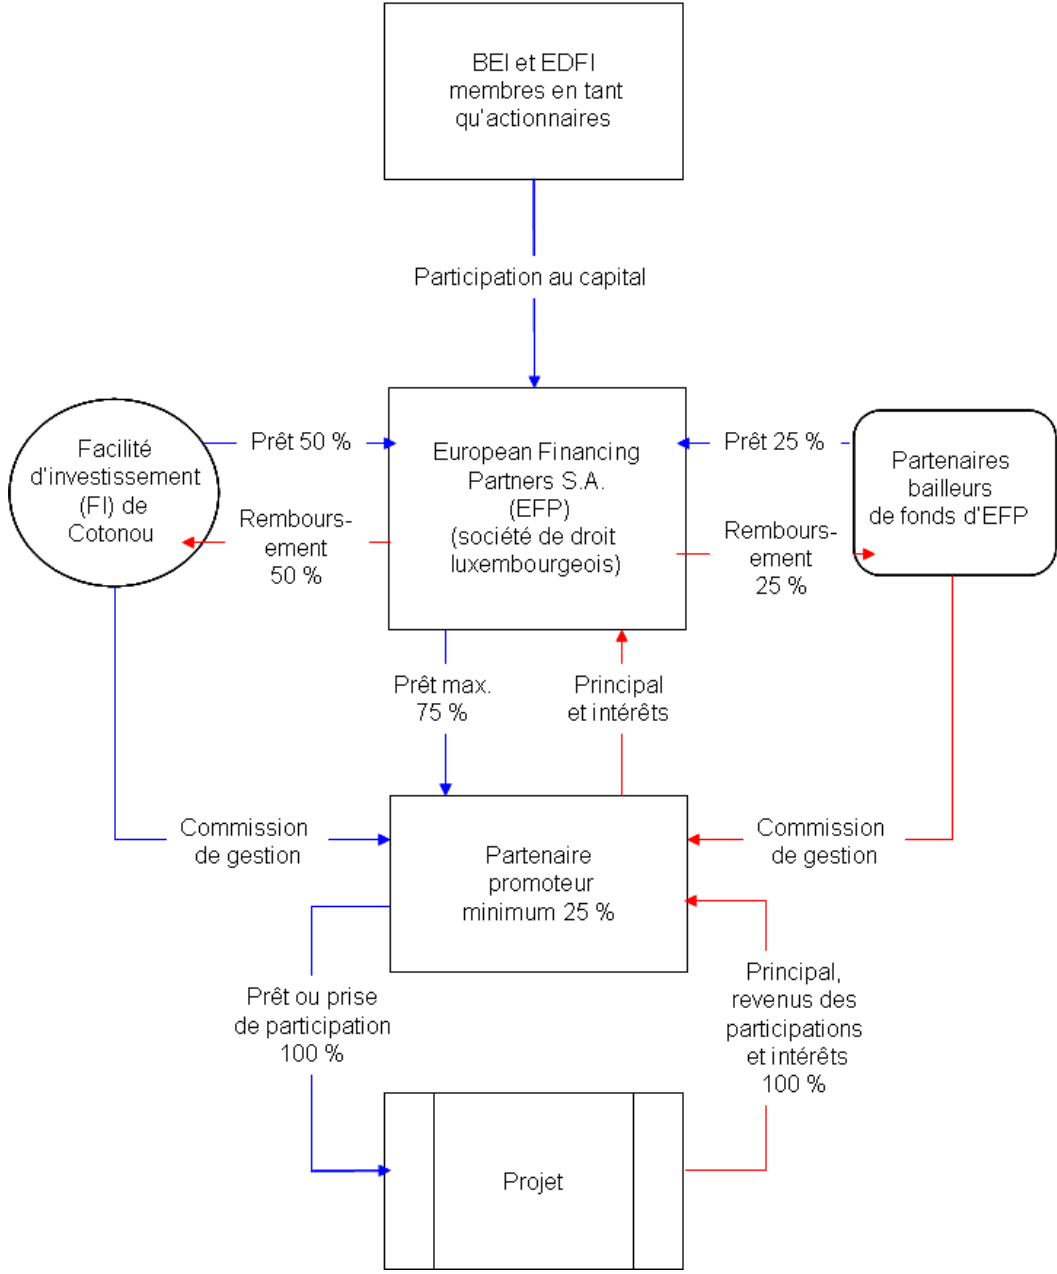 BEI et EDFI
membres en tant
qu'actionnaires
Participation au capital
Facilité
d'investissement
(FI) de
Cotonou
Prêt 50 %
Rembours-
ement
50 %
European Financing
Partners S.A.
(EFP)
(société de droit
luxembourgeois)
Prêt 25 %
Rembours-
ement
25 %
Partenaires
bailleurs
de fonds d'EFP
Prêt max.
75 %
Principal
et intérêts
Commission
de gestion
Partenaire
promoteur
minimum 25 %
Commission
de gestion
Prêt ou prise
de participation
100 %
Principal,
revenus des
participations
et intérêts
100 %
Projet